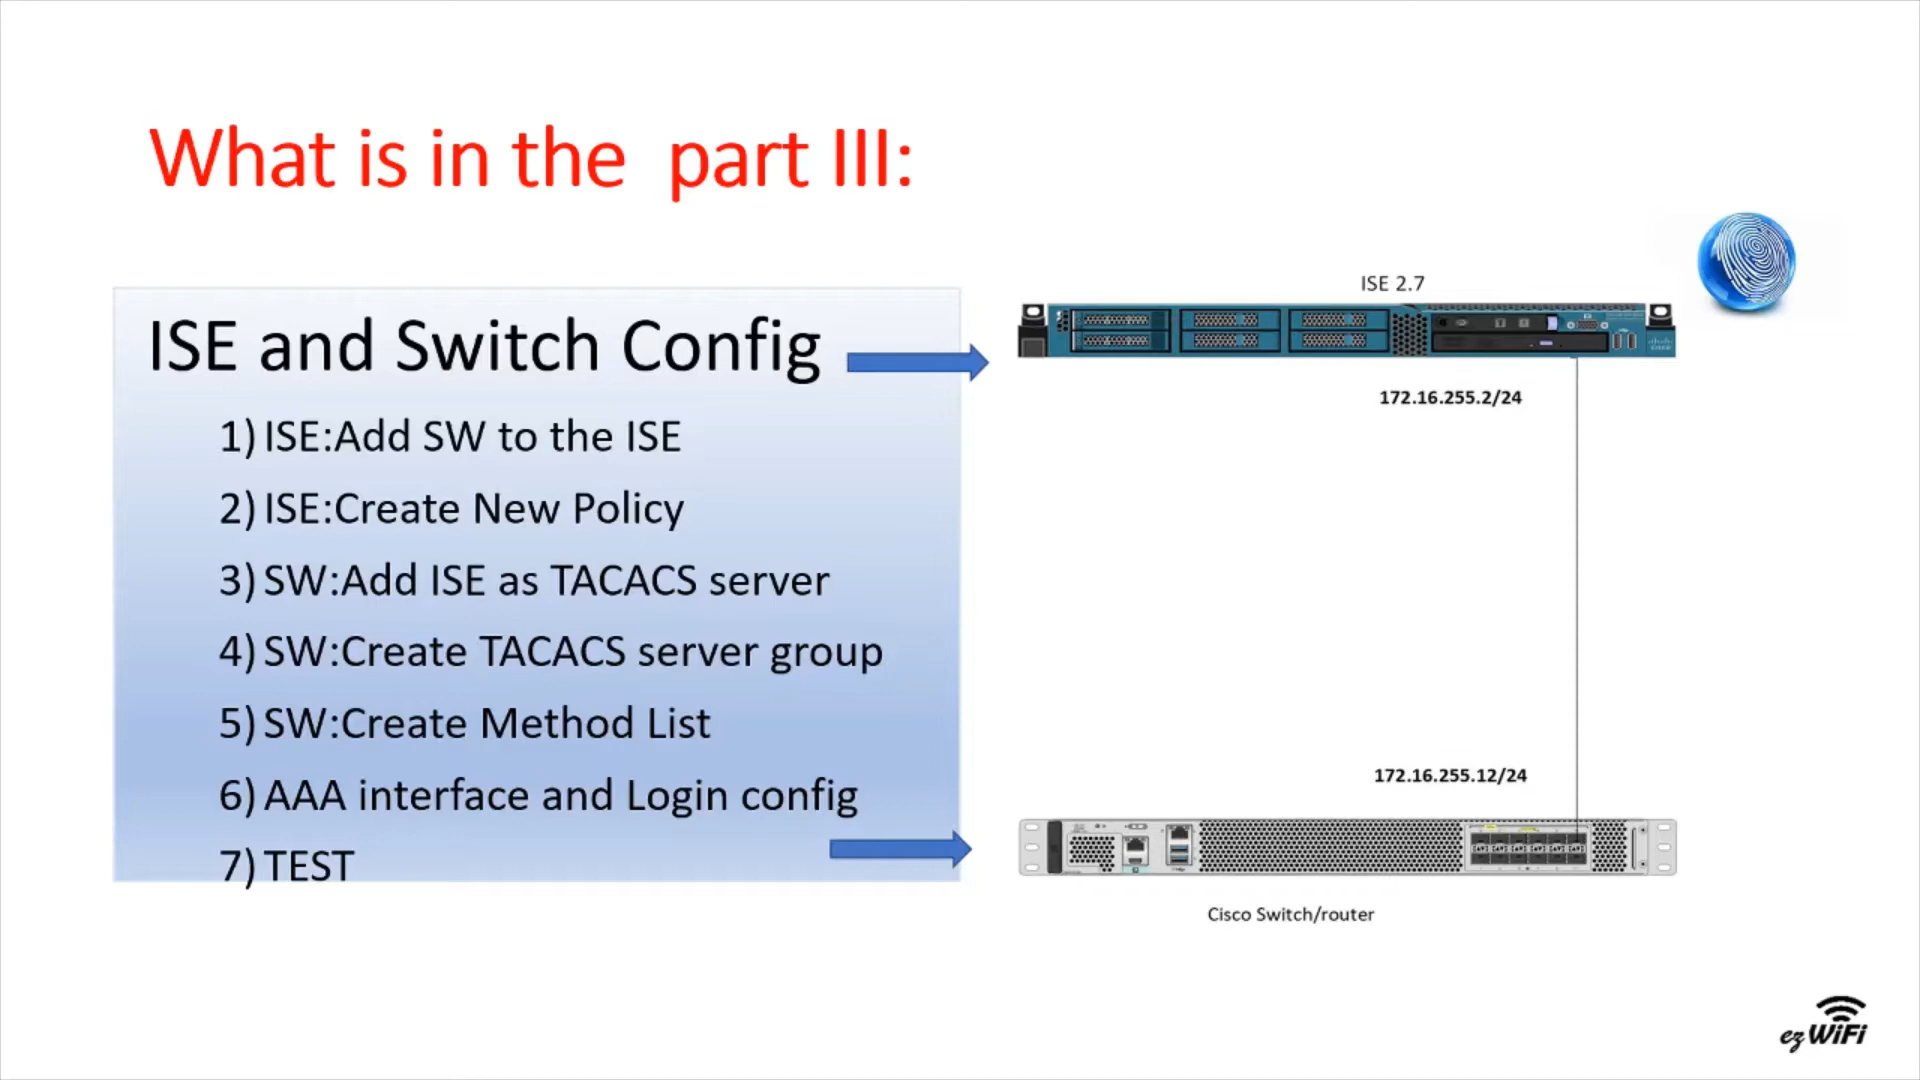 What is in the  part III:
ISE and Switch Config
1) ISE:Add SW to the ISE
2) ISE:Create New Policy
3) SW:Add ISE as TACACS server
4) SW:Create TACACS server group
5) SW:Create Method List
6) AAA interface and Login config
7) TEST
ISE 2.7
172.16.255.2/24
172.16.255.12/24
Cisco Switch/router
ezWiFi